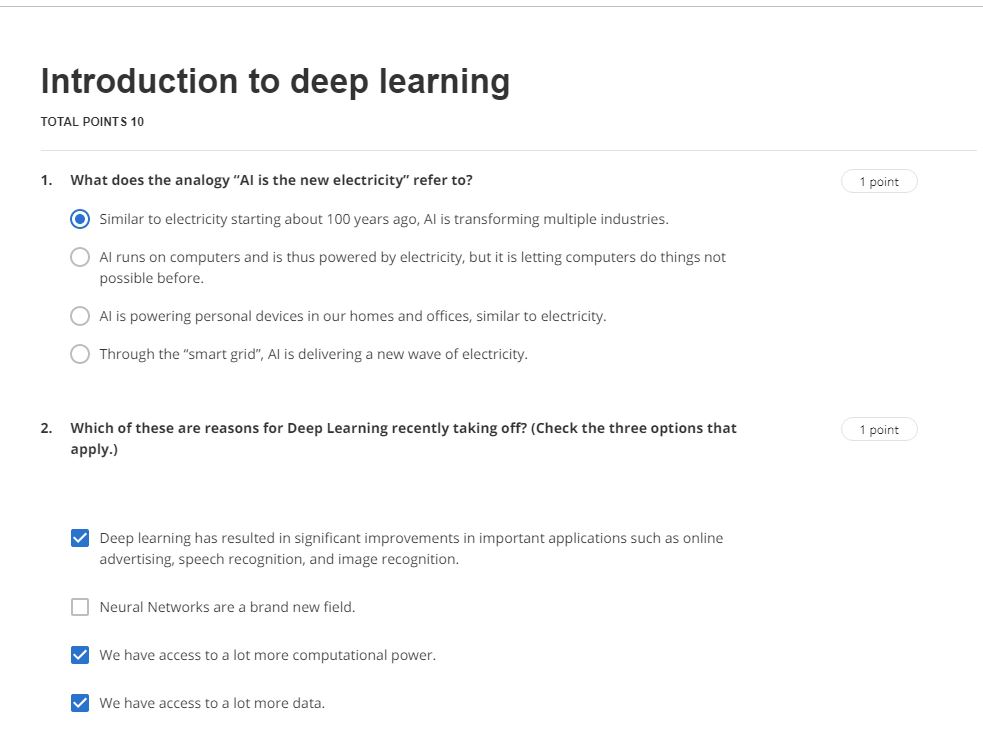 Introduction to deep learning
TOTAL POINTS 10
1. What does the analogy “AI is the new electricity” refer to?
1 point
Similar to electricity starting about 100 years ago, AI is transforming multiple industries.
AI runs on computers and is thus powered by electricity, but it is letting computers do things not
possible before.
AI is powering personal devices in our homes and offices, similar to electricity.
Through the “smart grid”, AI is delivering a new wave of electricity.
2. Which of these are reasons for Deep Learning recently taking off? (Check the three options that
apply.)
1 point
Deep learning has resulted in significant improvements in important applications such as online
advertising, speech recognition, and image recognition.
Neural Networks are a brand new field.
We have access to a lot more computational power.
We have access to a lot more data.